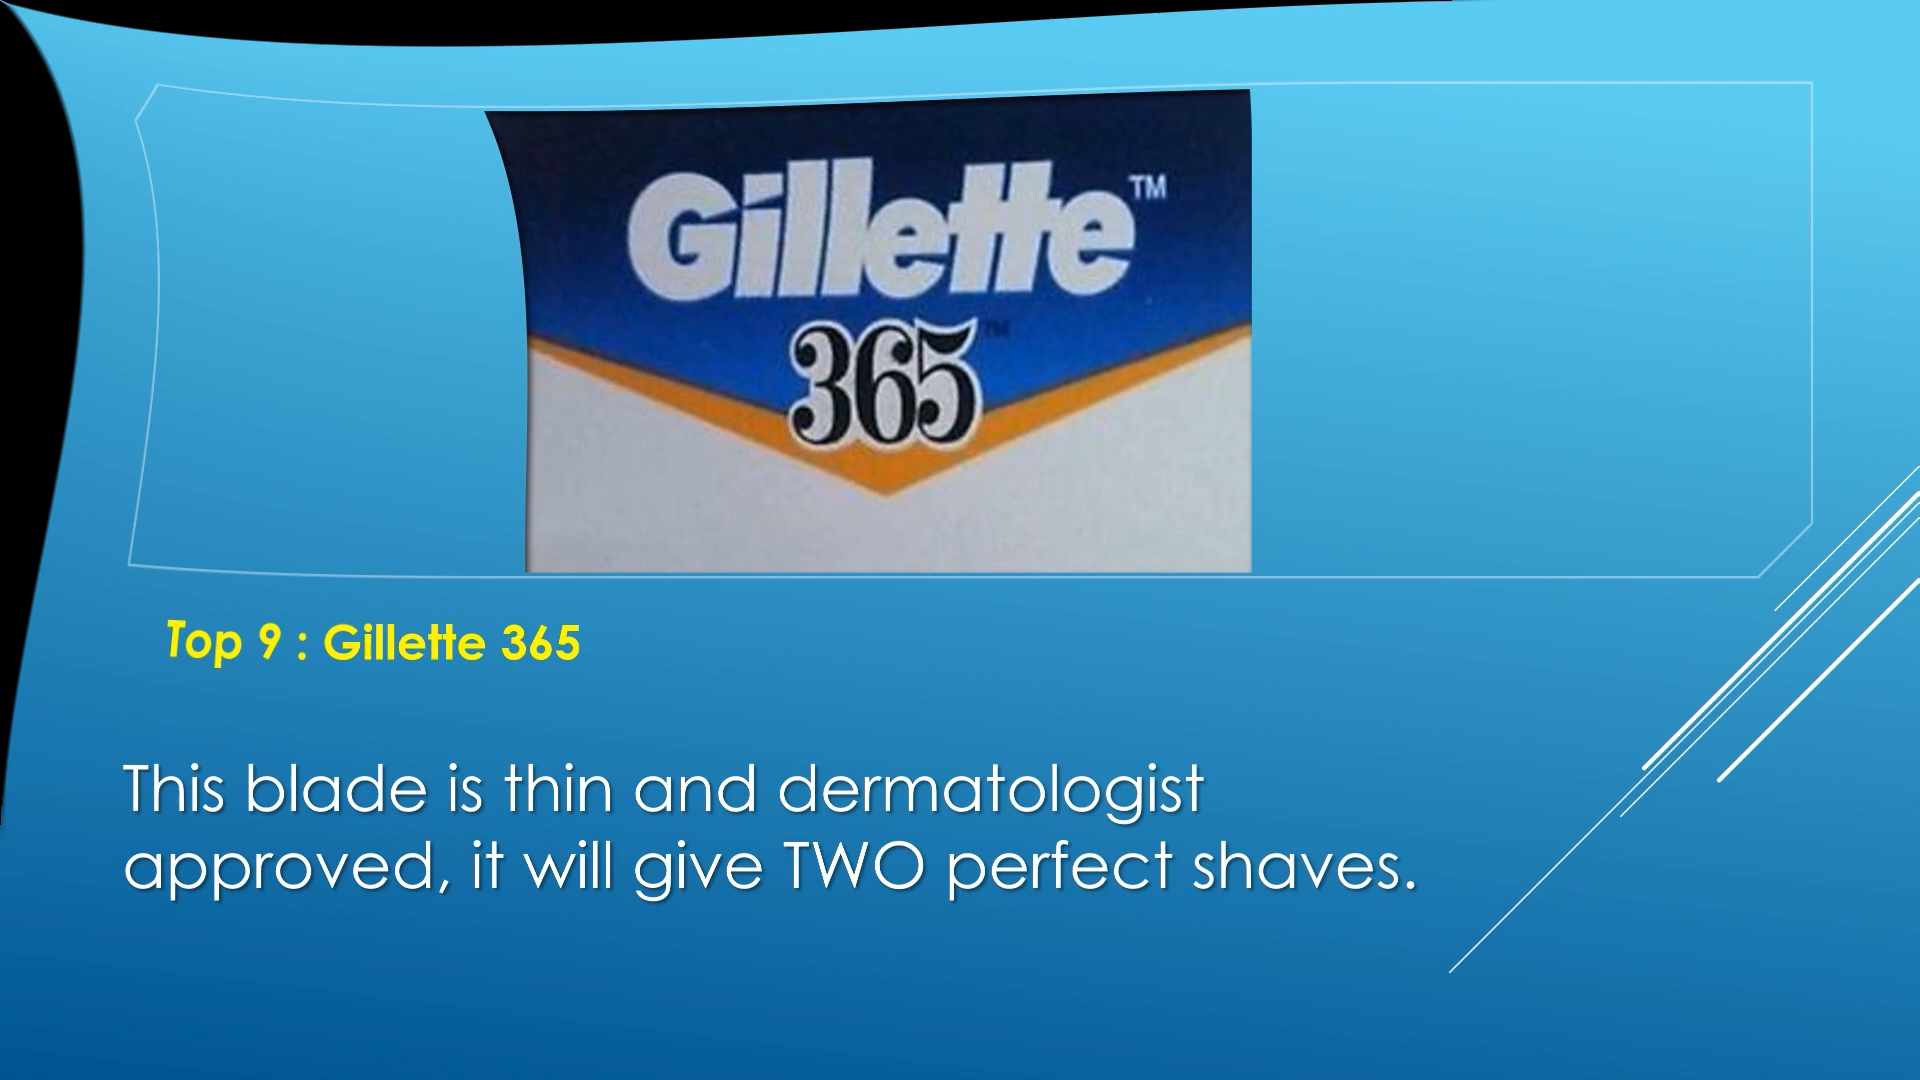 Gillette™
365™
Top 9 : Gillette 365
This blade is thin and dermatologist
approved, it will give TWO perfect shaves.